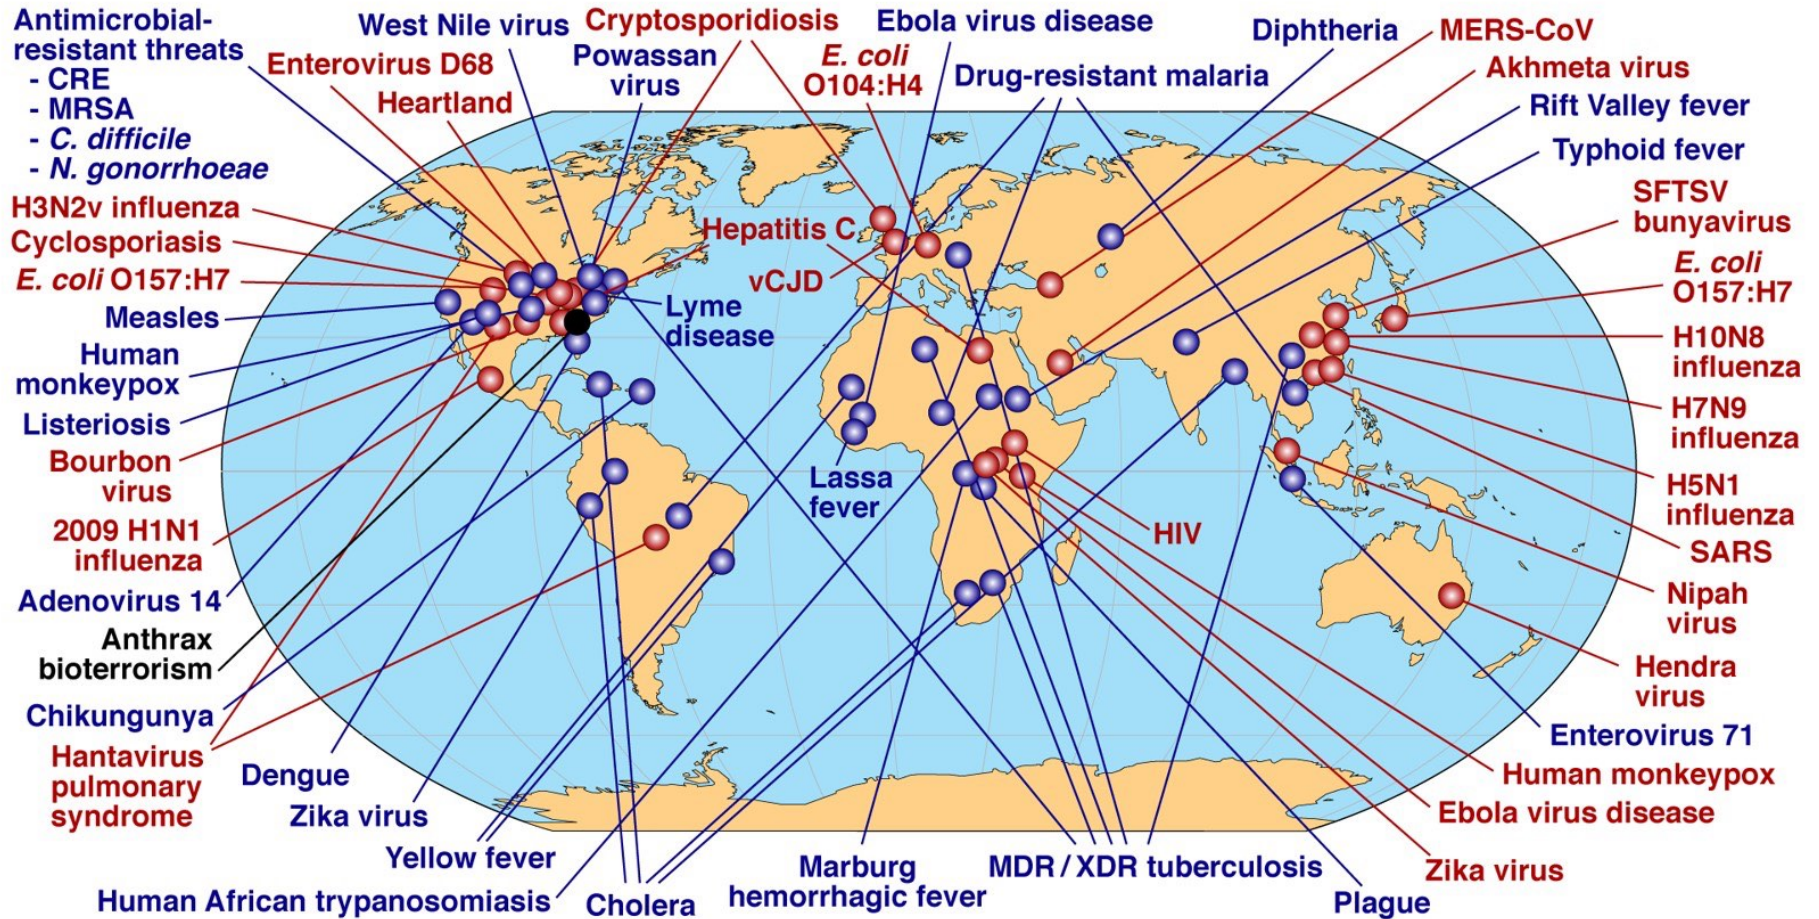 Antimicrobial-
resistant threats
- CRE
- MRSA
- C. difficile
- N. gonorrhoeae
West Nile virus
Enterovirus D68
Heartland
Powassan
virus
Cryptosporidiosis
E. coli
O104:H4
Ebola virus disease
Drug-resistant malaria
Diphtheria
MERS-CoV
Akhmeta virus
Rift Valley fever
Typhoid fever
SFTSV
bunyavirus
E. coli
O157:H7
H10N8
influenza
H7N9
influenza
H5N1
influenza
SARS
Nipah
virus
Hendra
virus
Enterovirus 71
Human monkeypox
Ebola virus disease
Zika virus
Plague
H3N2v influenza
Cyclosporiasis
E. coli O157:H7
Measles
Human
monkeypox
Listeriosis
Bourbon
virus
2009 H1N1
influenza
Adenovirus 14
Anthrax
bioterrorism
Chikungunya
Hantavirus
pulmonary
syndrome
Dengue
Zika virus
Yellow fever
Human African trypanosomiasis
Cholera
Marburg
hemorrhagic fever
MDR / XDR tuberculosis
Hepatitis C
vCJD
Lyme
disease
Lassa
fever
HIV